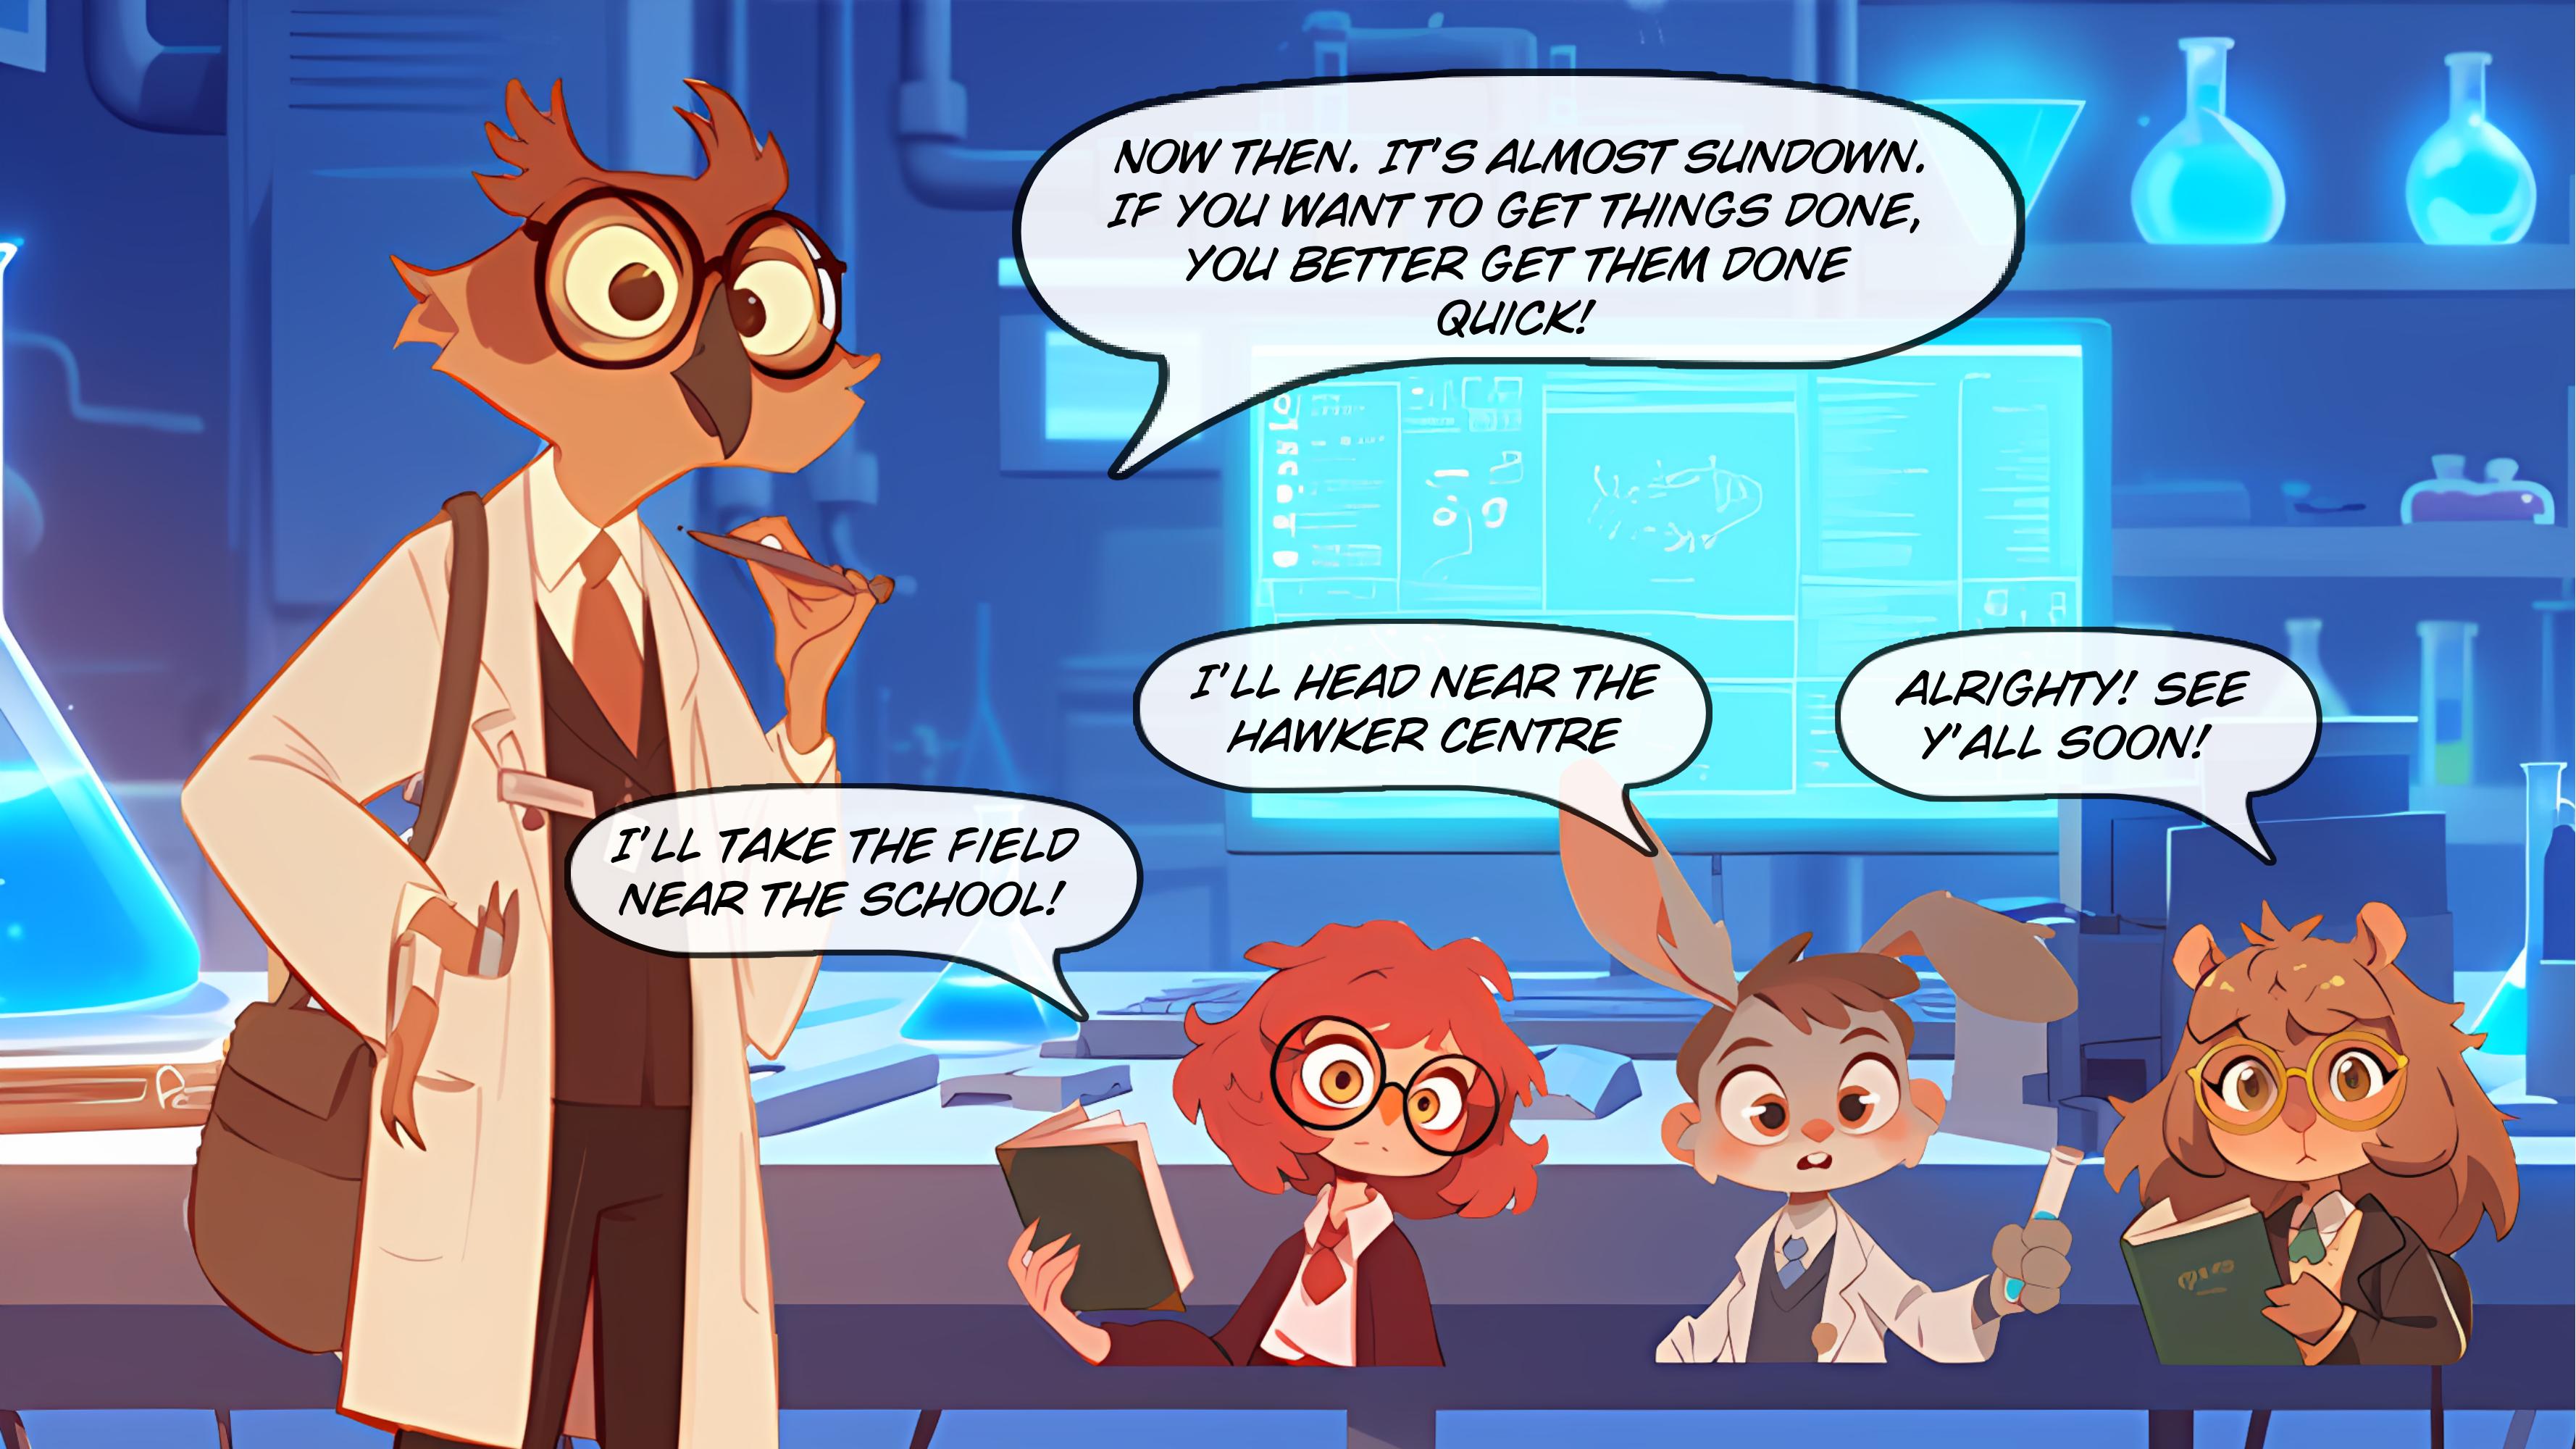 NOW THEN. IT'S ALMOST SUNDOWN.
IF YOU WANT TO GET THINGS DONE,
YOU BETTER GET THEM DONE
QUICK!
I'LL HEAD NEAR THE
HAWKER CENTRE
ALRIGHTY! SEE
Y'ALL SOON!
I'LL TAKE THE FIELD
NEAR THE SCHOOL!